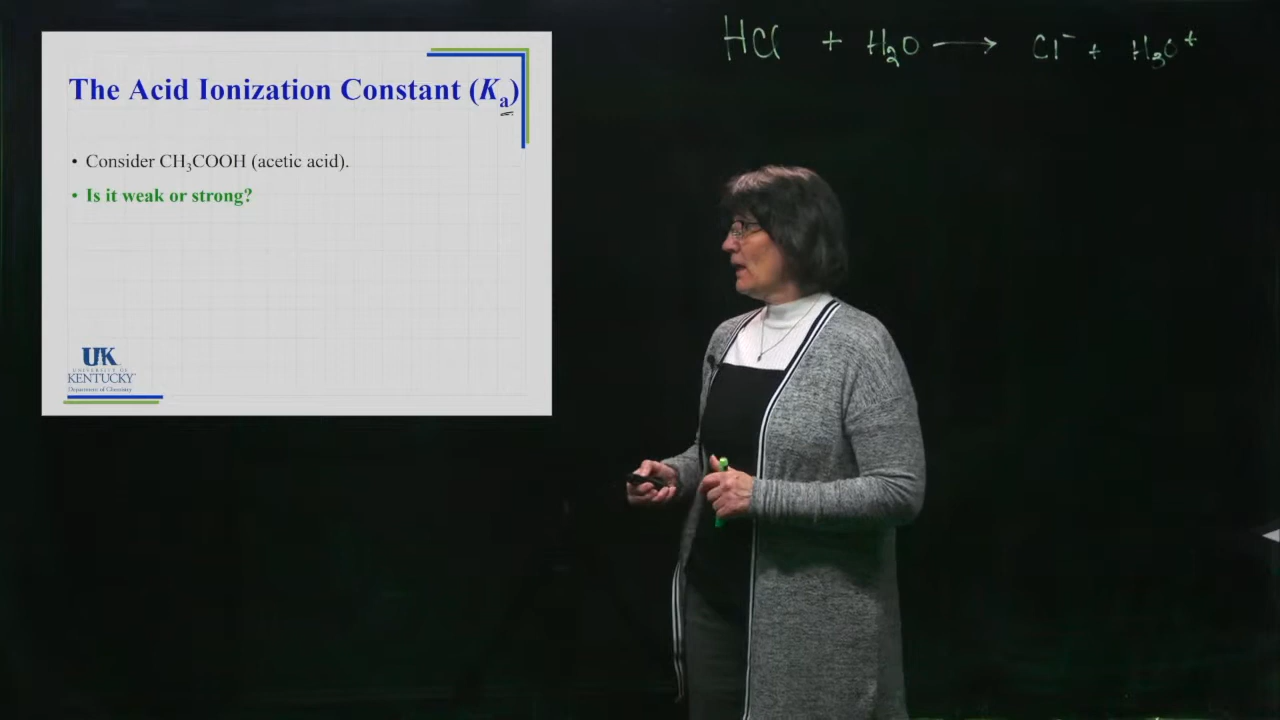 HCl + H₂O ⟶ Cl⁻ + H₃O⁺
The Acid Ionization Constant (Kₐ)
• Consider CH₃COOH (acetic acid).
• Is it weak or strong?
UK
UNIVERSITY OF
KENTUCKY
Department of Chemistry